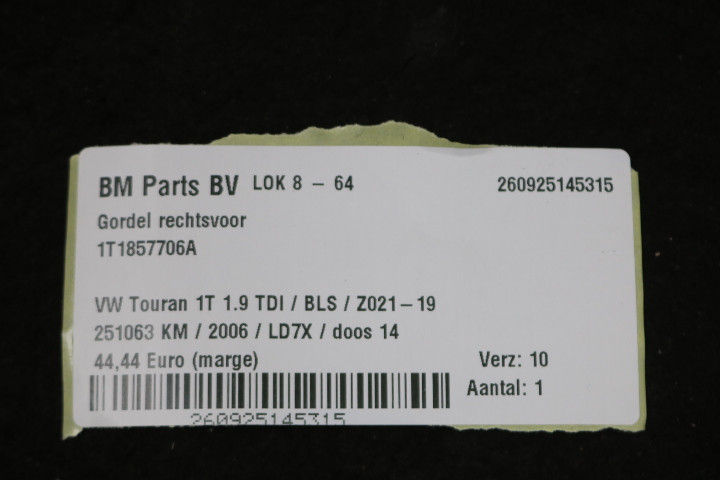 BM Parts BV LOK 8 - 64 260925145315
Gordel rechtsvoor
1T1857706A
VW Touran 1T 1.9 TDI / BLS / Z021-19
251063 KM / 2006 / LD7X / doos 14
44,44 Euro (marge) Verz: 10
Aantal: 1
260925145315